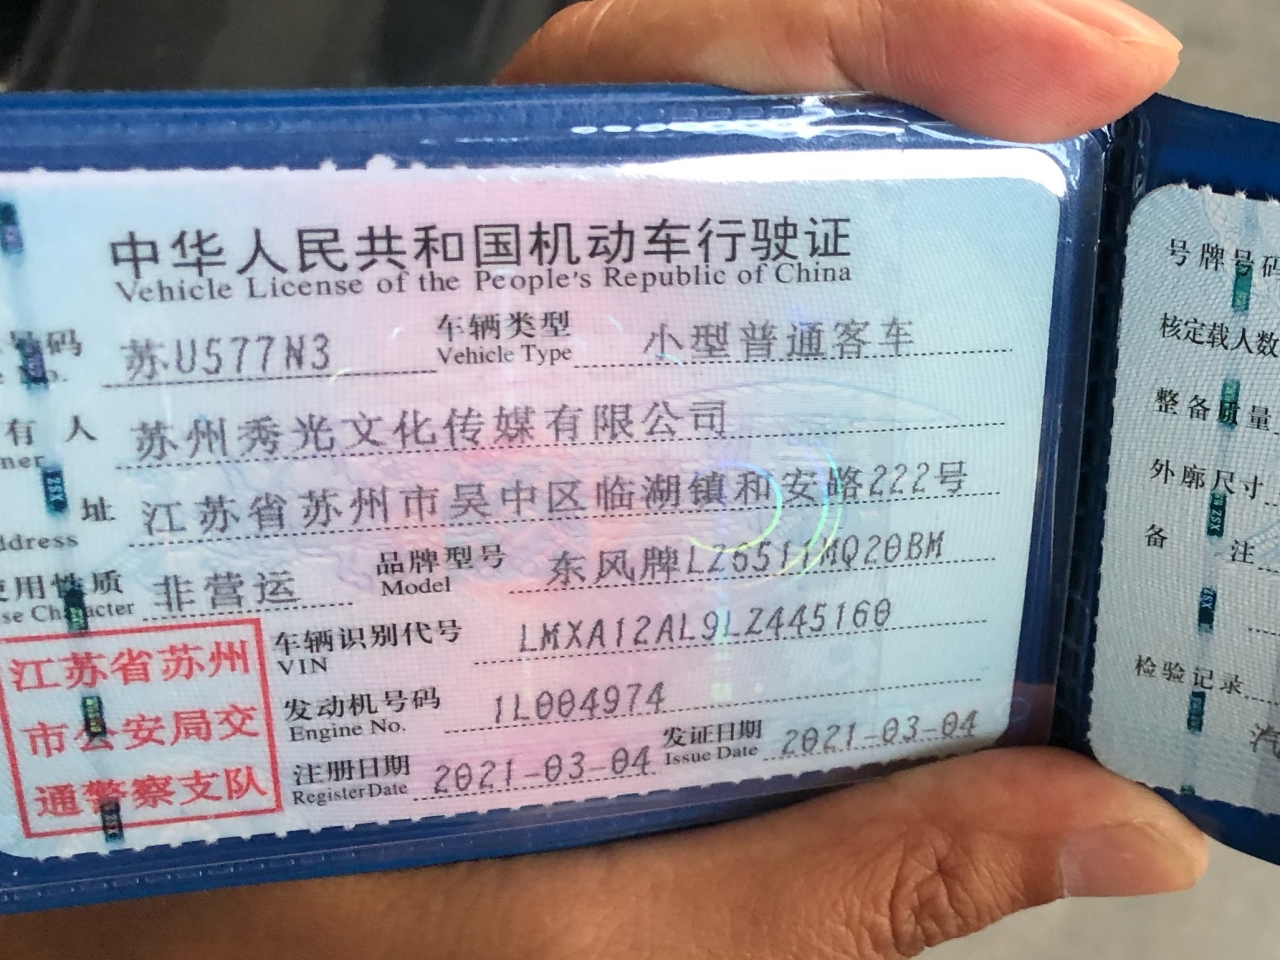 中华人民共和国机动车行驶证
Vehicle License of the People's Republic of China
号码 苏U577N3 车辆类型 小型普通客车
No. Vehicle Type
有人 苏州秀光文化传媒有限公司
ner
址 江苏省苏州市吴中区临湖镇和安路222号
ddress
使用性质 非营运 品牌型号 东风牌LZ6511MQ20BM
se Character Model
江苏省苏州
市公安局交
通警察支队
车辆识别代号 LMXA12AL9LZ445160
VIN
发动机号码 1L004974
Engine No.
注册日期 2021-03-04 发证日期 2021-03-04
Register Date Issue Date
号牌号码
核定载人数
整备质量
外廓尺寸
备注
检验记录
汽